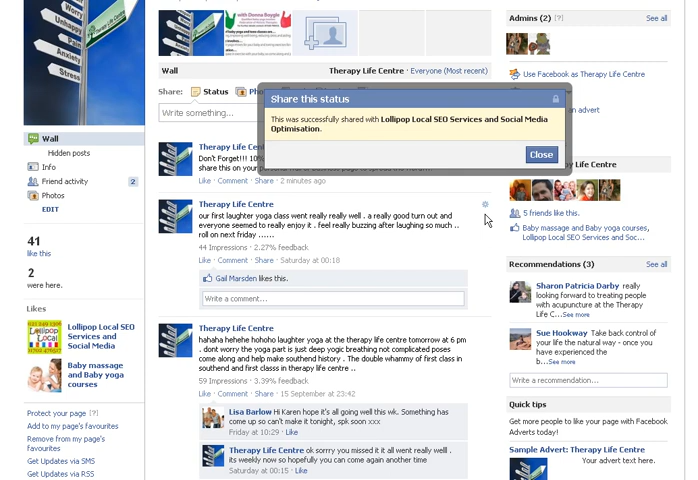 Pain
Worry
Anxiety
Stress
Therapy Life Centre
Wall
Hidden posts
Info
Friend activity 2
Photos
EDIT
41
like this
2
were here.
Likes
Lollipop Local SEO
Services and
Social Media
Baby massage
and Baby yoga
courses
Protect your page [?]
Add to my page's favourites
Remove from my page's
favourites
Get Updates via SMS
Get Updates via RSS
with Donna Boggie
Wall
Therapy Life Centre · Everyone (Most recent)
Share: Status
Write something...
Share this status
This was successfully shared with Lollipop Local SEO Services and Social Media
Optimisation.
Close
Therapy Life
Don't Forget!!! 10%
share this on your
Like · Comment · Share · 2 minutes ago
Therapy Life Centre
our first laughter yoga class went really really well . a really good turn out and
everyone seemed to really enjoy it . feel really buzzing after laughing so much ..
roll on next friday ......
44 Impressions · 2.27% feedback
Like · Comment · Share · Saturday at 00:18
Gail Marsden likes this.
Write a comment...
Therapy Life Centre
hahaha hehehe hohoho laughter yoga at the therapy life centre tomorrow at 6 pm
. dont worry the yoga part is just deep yogic breathing not complicated poses
come along and help make southend history . The double whammy of first class in
southend and first classs in therapy life centre ..
59 Impressions · 3.39% feedback
Like · Comment · Share · 15 September at 23:42
Lisa Barlow Hi Karen hope it's all going well this wk. Something has
come up so can't make it tonight, spk soon xxx
Friday at 10:29 · Like
Therapy Life Centre ok sorrry you missed it it all went really welll .
its weekly now so hopefully you can come again another time
Saturday at 00:15 · Like
Admins (2) [?] See all
Use Facebook as Therapy Life Centre
an advert
Life Centre
5 friends like this.
Baby massage and Baby yoga courses,
Lollipop Local SEO Services and Soc...
Recommendations (3) See all
Sharon Patricia Darby really
looking forward to treating people
with acupuncture at the Therapy
Life C...See more
Sue Hookway Take back control of
your life the natural way - once you
have experienced the
b...See more
Write a recommendation...
Quick tips
Get more people to like your page with Facebook
Adverts today!
Sample Advert: Therapy Life Centre
Your advert text here.